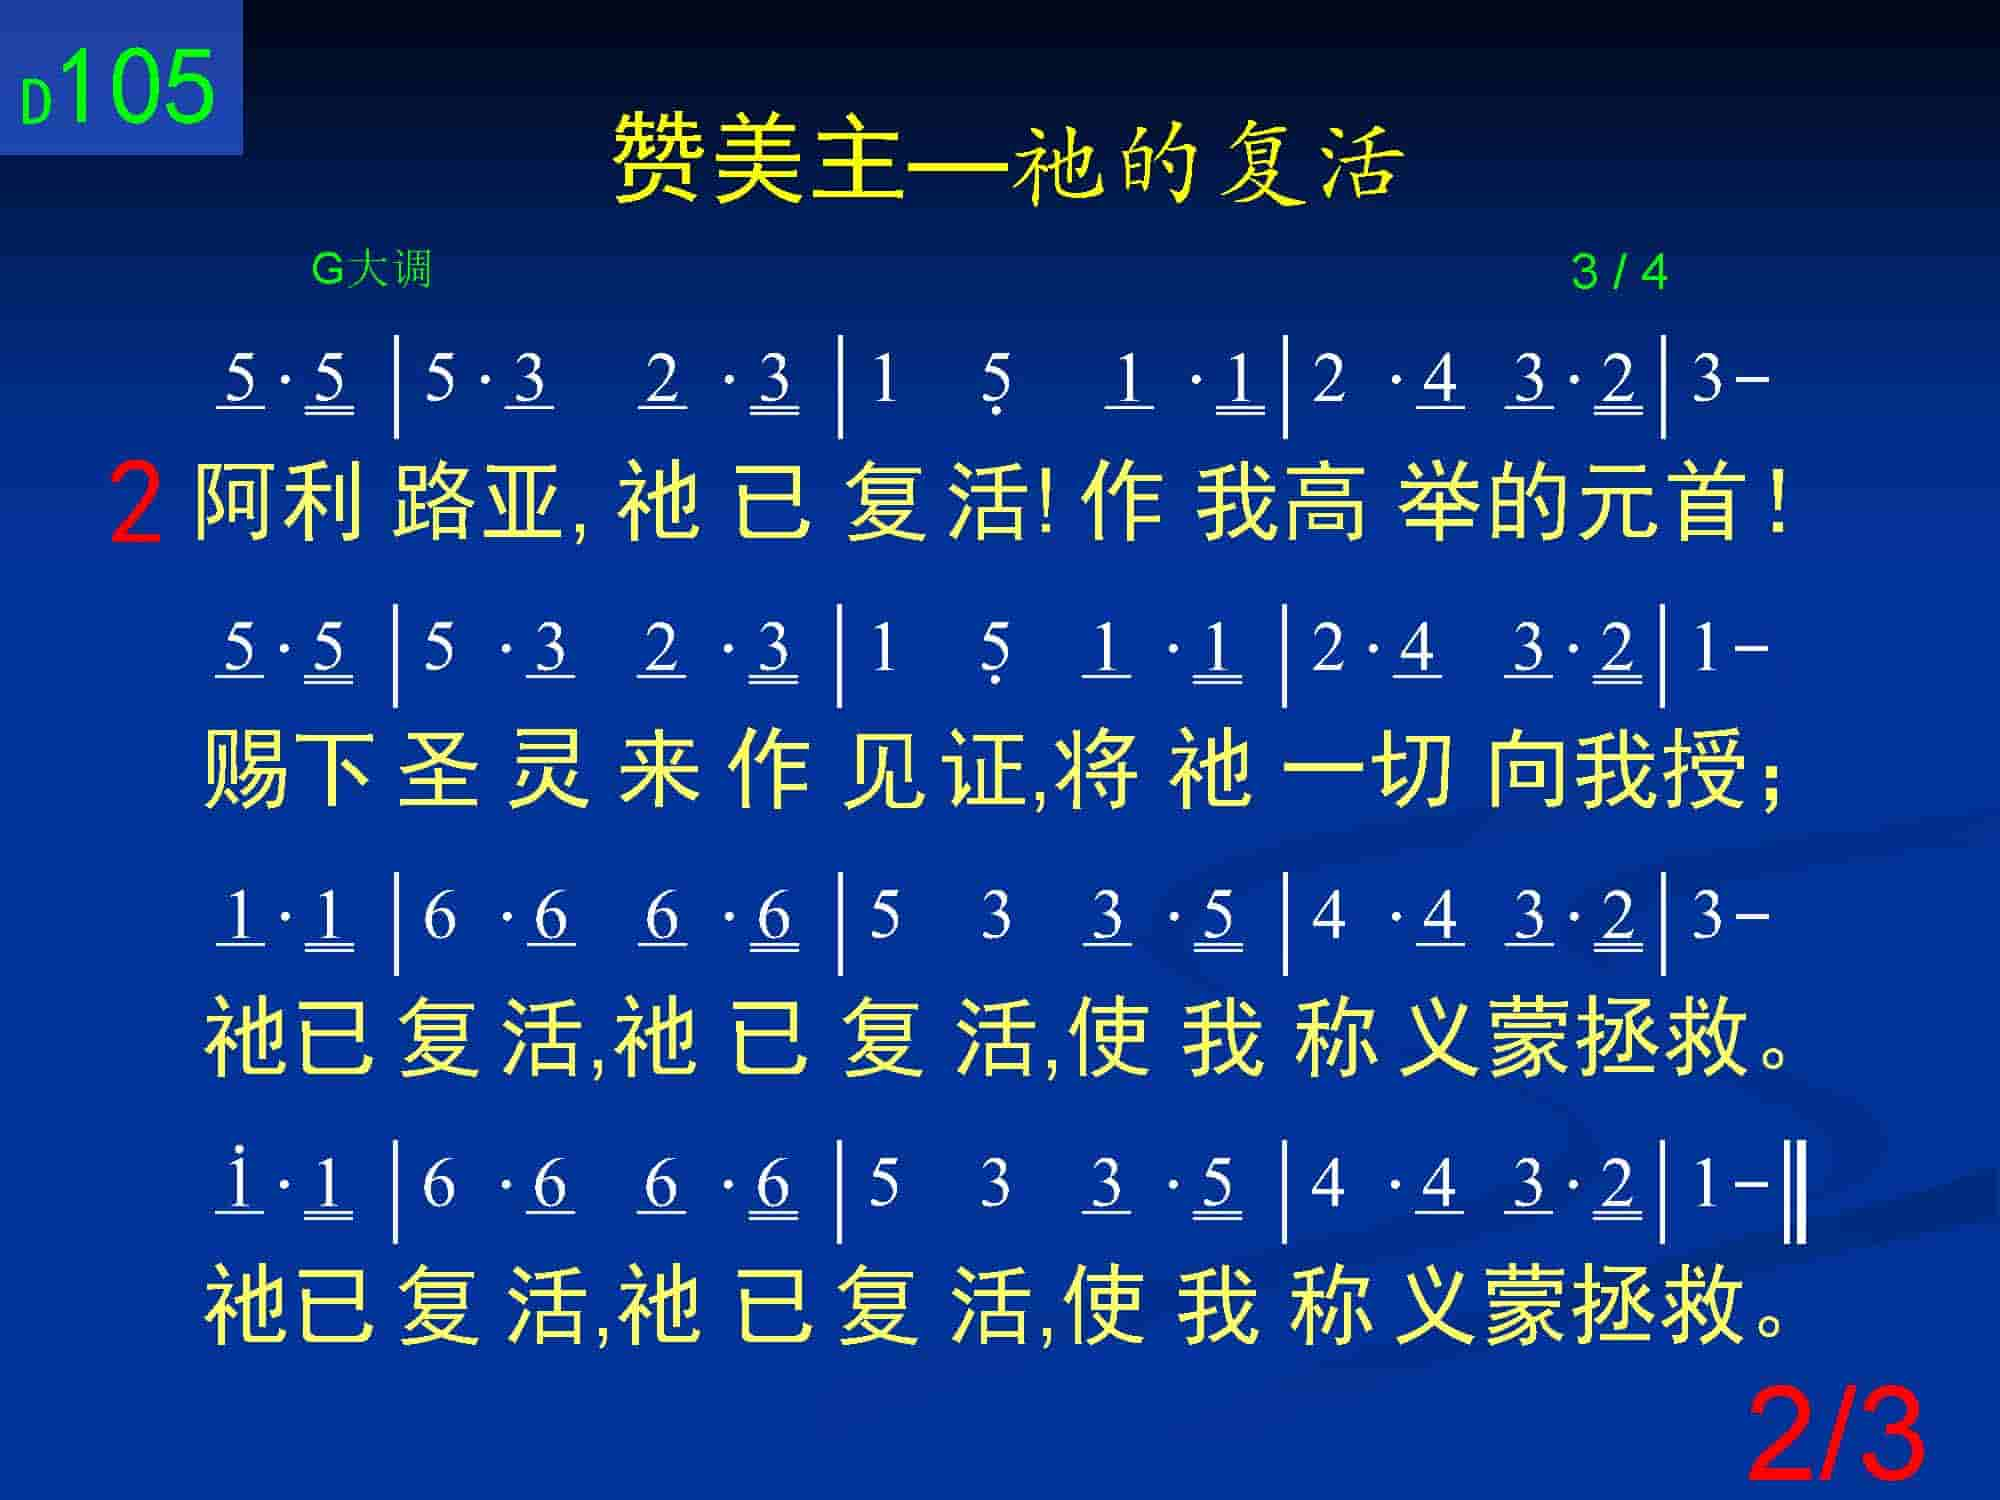 D105
赞美主—祂的复活
G大调 3 / 4
5 · 5 | 5 · 3 2 · 3 | 1 5̣ 1 · 1 | 2 · 4 3 · 2 | 3 –
2 阿利路亚,祂已复活!作我高举的元首!
5 · 5 | 5 · 3 2 · 3 | 1 5̣ 1 · 1 | 2 · 4 3 · 2 | 1 –
赐下圣灵来作见证,将祂一切向我授;
1 · 1 | 6 · 6 6 · 6 | 5 3 3 · 5 | 4 · 4 3 · 2 | 3 –
祂已复活,祂已复活,使我称义蒙拯救。
1̇ · 1 | 6 · 6 6 · 6 | 5 3 3 · 5 | 4 · 4 3 · 2 | 1 – ‖
祂已复活,祂已复活,使我称义蒙拯救。
2/3